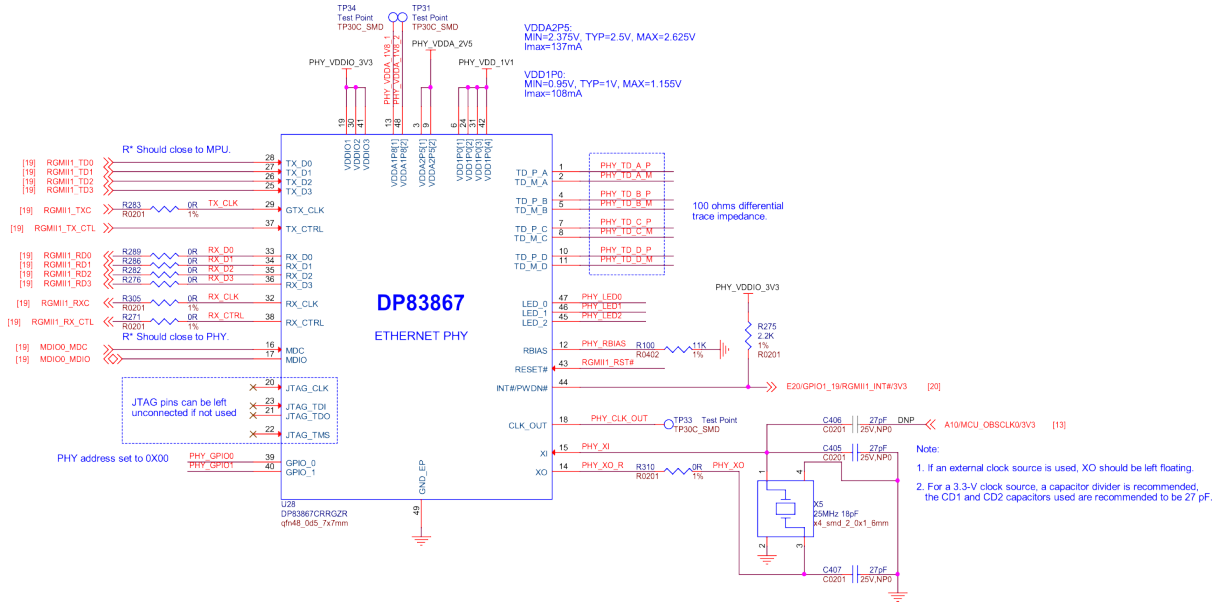 TP34
Test Point
TP30C_SMD
TP31
Test Point
TP30C_SMD
VDDA2P5:
MIN=2.375V, TYP=2.5V, MAX=2.625V
Imax=137mA
VDD1P0:
MIN=0.95V, TYP=1V, MAX=1.155V
Imax=108mA
PHY_VDDIO_3V3
PHY_VDDA_1V8_1
PHY_VDDA_1V8_2
PHY_VDDA_2V5
PHY_VDD_1V1
19 30 41 13 48 3 9 6 24 31 42
VDDIO1
VDDIO2
VDDIO3
VDDA1P8[1]
VDDA1P8[2]
VDDA2P5[1]
VDDA2P5[2]
VDD1P0[1]
VDD1P0[2]
VDD1P0[3]
VDD1P0[4]
R* Should close to MPU.
[19] RGMII1_TD0 28 TX_D0
[19] RGMII1_TD1 27 TX_D1
[19] RGMII1_TD2 26 TX_D2
[19] RGMII1_TD3 25 TX_D3
[19] RGMII1_TXC R283 0R TX_CLK 29 GTX_CLK
R0201 1%
[19] RGMII1_TX_CTL 37 TX_CTRL
[19] RGMII1_RD0 R289 0R RX_D0 33 RX_D0
[19] RGMII1_RD1 R286 0R RX_D1 34 RX_D1
[19] RGMII1_RD2 R282 0R RX_D2 35 RX_D2
[19] RGMII1_RD3 R276 0R RX_D3 36 RX_D3
R0201 1%
[19] RGMII1_RXC R305 0R RX_CLK 32 RX_CLK
R0201 1%
[19] RGMII1_RX_CTL R271 0R RX_CTRL 38 RX_CTRL
R0201 1%
R* Should close to PHY.
[19] MDIO0_MDC 16 MDC
[19] MDIO0_MDIO 17 MDIO
JTAG pins can be left
unconnected if not used
20 JTAG_CLK
23 JTAG_TDI
21 JTAG_TDO
22 JTAG_TMS
PHY address set to 0X00
PHY_GPIO0 39 GPIO_0
PHY_GPIO1 40 GPIO_1
DP83867
ETHERNET PHY
GND_EP
49
U28
DP83867CRRGZR
qfn48_0d5_7x7mm
TD_P_A 1 PHY_TD_A_P
TD_M_A 2 PHY_TD_A_M
TD_P_B 4 PHY_TD_B_P
TD_M_B 5 PHY_TD_B_M
TD_P_C 7 PHY_TD_C_P
TD_M_C 8 PHY_TD_C_M
TD_P_D 10 PHY_TD_D_P
TD_M_D 11 PHY_TD_D_M
100 ohms differential
trace impedance.
LED_0 47 PHY_LED0
LED_1 46 PHY_LED1
LED_2 45 PHY_LED2
RBIAS 12 PHY_RBIAS R100 11K
R0402 1%
RESET# 43 RGMII1_RST#
INT#/PWDN# 44
PHY_VDDIO_3V3
R275
2.2K
1%
R0201
E20/GPIO1_19/RGMII1_INT#/3V3 [20]
CLK_OUT 18 PHY_CLK_OUT TP33 Test Point
TP30C_SMD
XI 15 PHY_XI
XO 14 PHY_XO_R R310 0R PHY_XO
R0201 1%
C406 27pF DNP
C0201 25V,NP0
A10/MCU_OBSCLK0/3V3 [13]
C405 27pF
C0201 25V,NP0
1 4
X5
25MHz 18pF
x4_smd_2_0x1_6mm
2 3
C407 27pF
C0201 25V,NP0
Note:
1. If an external clock source is used, XO should be left floating.
2. For a 3.3-V clock source, a capacitor divider is recommended,
the CD1 and CD2 capacitors used are recommended to be 27 pF.